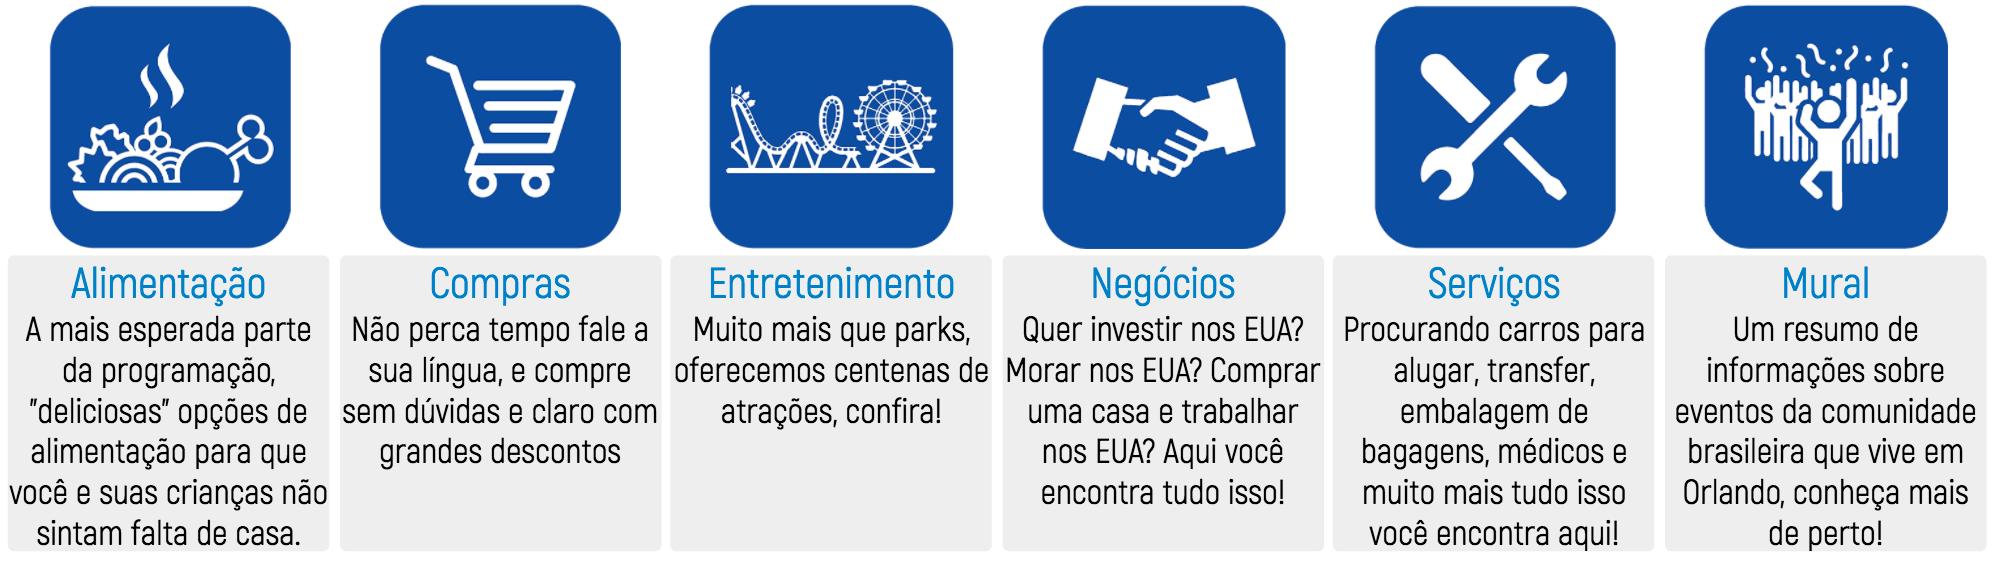 Alimentação
A mais esperada parte
da programação,
"deliciosas" opções de
alimentação para que
você e suas crianças não
sintam falta de casa.
Compras
Não perca tempo fale a
sua língua, e compre
sem dúvidas e claro com
grandes descontos
Entretenimento
Muito mais que parks,
oferecemos centenas de
atrações, confira!
Negócios
Quer investir nos EUA?
Morar nos EUA? Comprar
uma casa e trabalhar
nos EUA? Aqui você
encontra tudo isso!
Serviços
Procurando carros para
alugar, transfer,
embalagem de
bagagens, médicos e
muito mais tudo isso
você encontra aqui!
Mural
Um resumo de
informações sobre
eventos da comunidade
brasileira que vive em
Orlando, conheça mais
de perto!